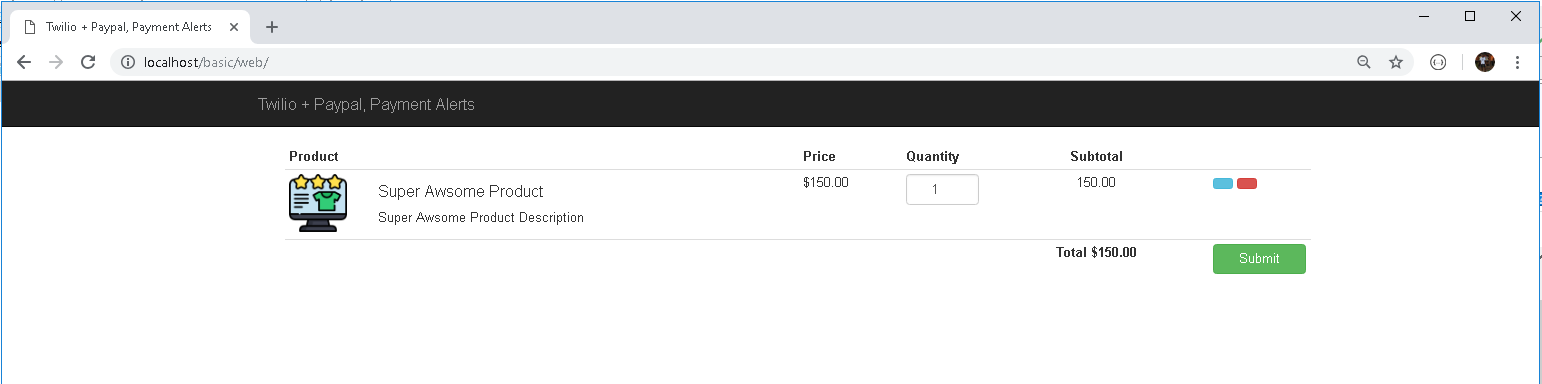 Twilio + Paypal, Payment Alerts
localhost/basic/web/
Twilio + Paypal, Payment Alerts
Product Price Quantity Subtotal
Super Awsome Product $150.00 1 150.00
Super Awsome Product Description
Total $150.00 Submit